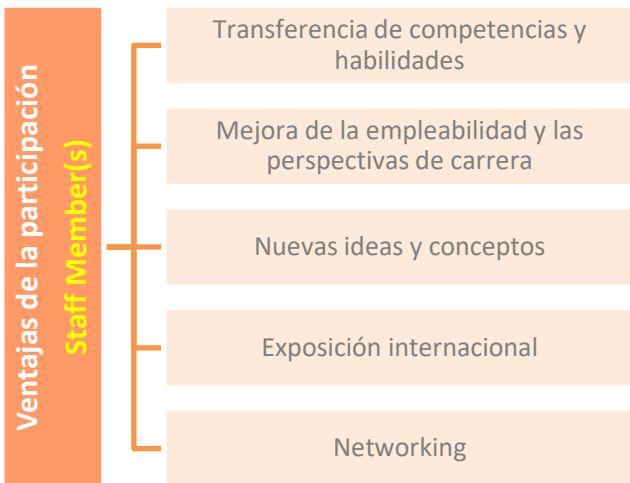 Ventajas de la participación
Staff Member(s)
Transferencia de competencias y
habilidades
Mejora de la empleabilidad y las
perspectivas de carrera
Nuevas ideas y conceptos
Exposición internacional
Networking